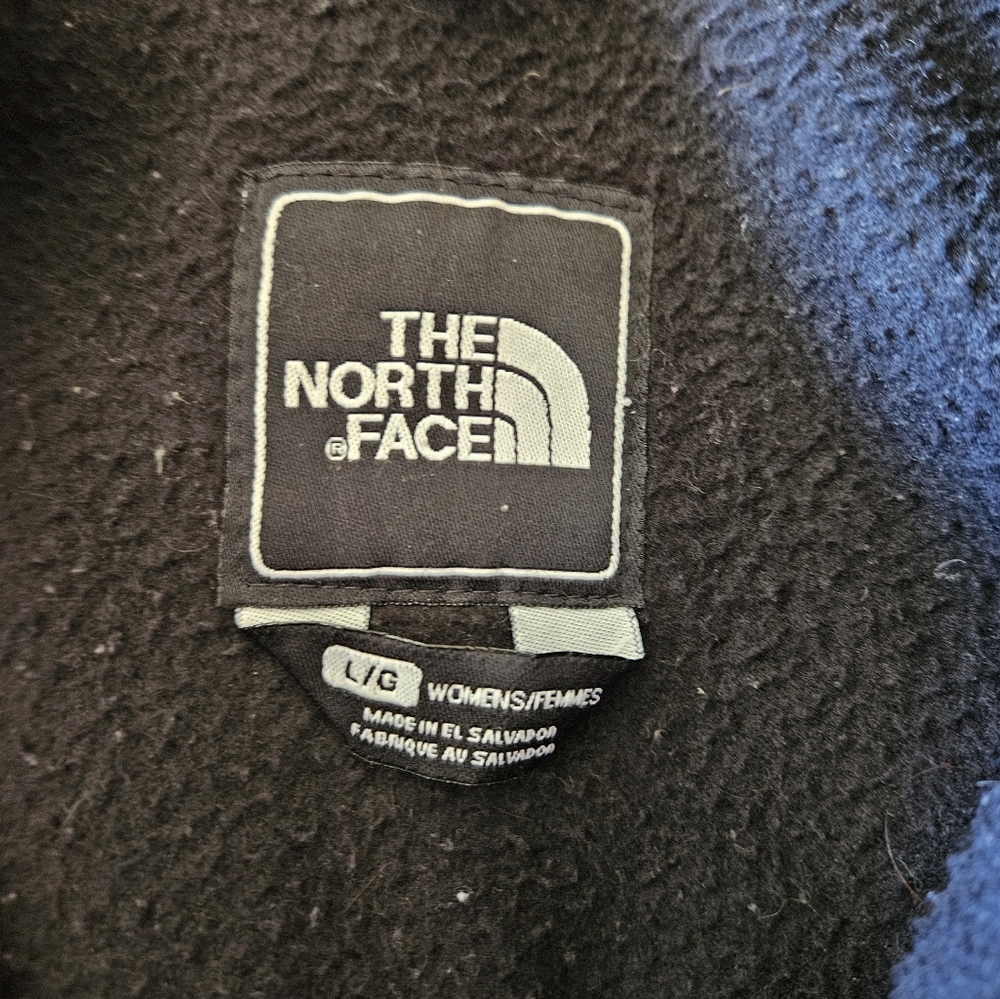 THE
NORTH
®FACE
L/G WOMENS/FEMMES
MADE IN EL SALVADOR
FABRIQUE AU SALVADOR